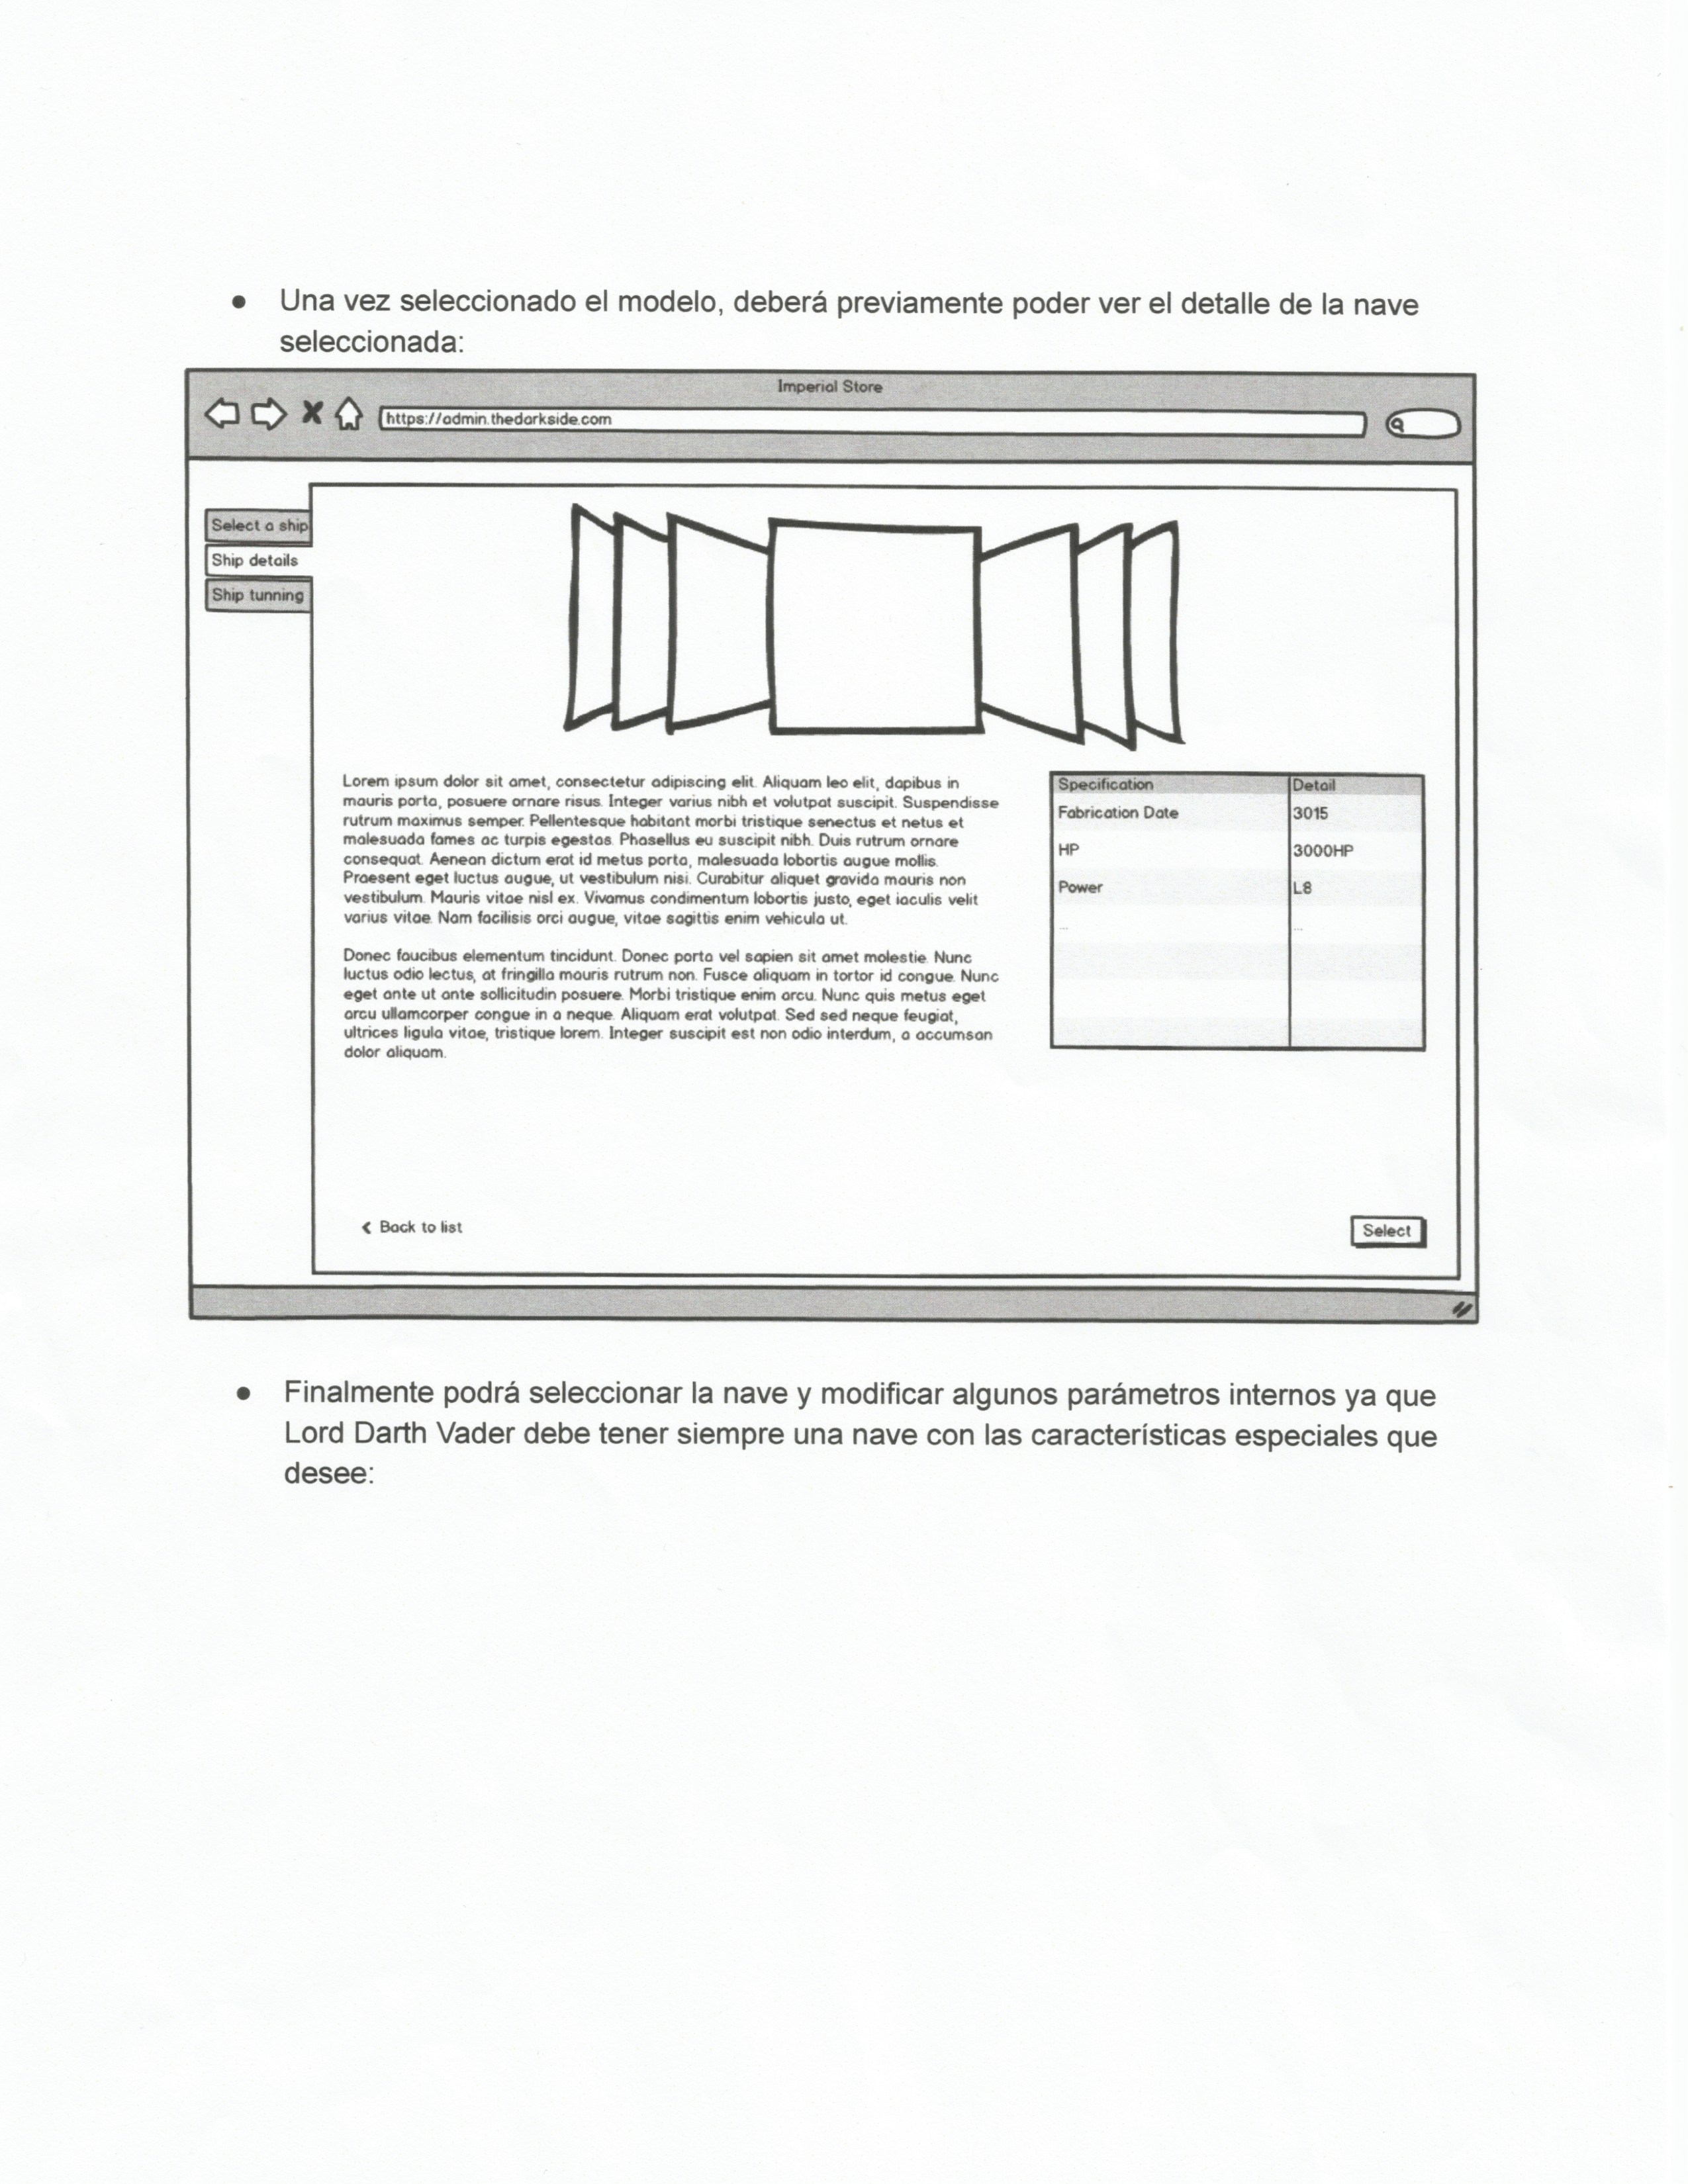 ● Una vez seleccionado el modelo, deberá previamente poder ver el detalle de la nave
seleccionada:
Imperial Store
https://admin.thedarkside.com
Select a ship
Ship details
Ship tunning
Lorem ipsum dolor sit amet, consectetur adipiscing elit. Aliquam leo elit, dapibus in
mauris porta, posuere ornare risus. Integer varius nibh et volutpat suscipit. Suspendisse
rutrum maximus semper. Pellentesque habitant morbi tristique senectus et netus et
malesuada fames ac turpis egestas. Phasellus eu suscipit nibh. Duis rutrum ornare
consequat. Aenean dictum erat id metus porta, malesuada lobortis augue mollis.
Praesent eget luctus augue, ut vestibulum nisi. Curabitur aliquet gravida mauris non
vestibulum. Mauris vitae nisl ex. Vivamus condimentum lobortis justo, eget iaculis velit
varius vitae. Nam facilisis orci augue, vitae sagittis enim vehicula ut.
Donec faucibus elementum tincidunt. Donec porta vel sapien sit amet molestie. Nunc
luctus odio lectus, at fringilla mauris rutrum non. Fusce aliquam in tortor id congue. Nunc
eget ante ut ante sollicitudin posuere. Morbi tristique enim arcu. Nunc quis metus eget
arcu ullamcorper congue in a neque. Aliquam erat volutpat. Sed sed neque feugiat,
ultrices ligula vitae, tristique lorem. Integer suscipit est non odio interdum, a accumsan
dolor aliquam.
Specification Detail
Fabrication Date 3015
HP 3000HP
Power L8
... ...
< Back to list
Select
● Finalmente podrá seleccionar la nave y modificar algunos parámetros internos ya que
Lord Darth Vader debe tener siempre una nave con las características especiales que
desee: